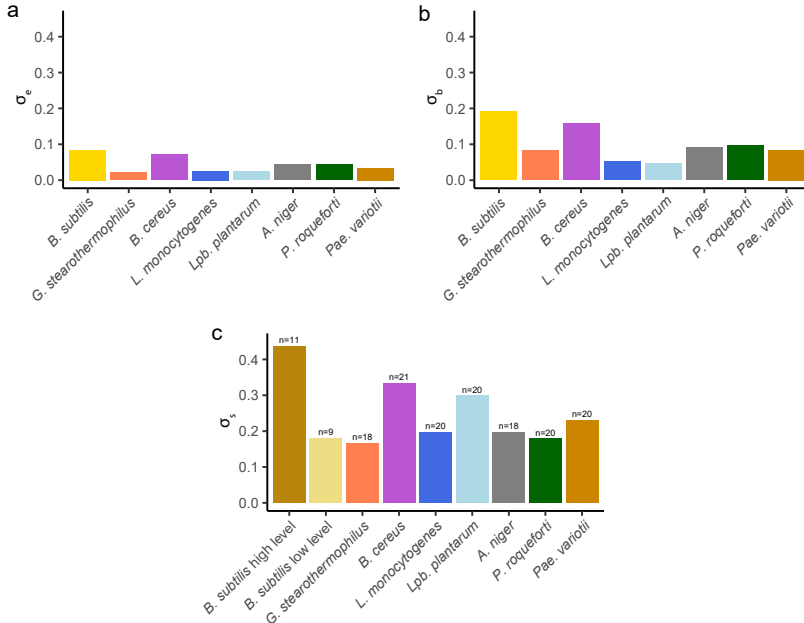 a
0.4
0.3
0.2
0.1
0.0
σe
B. subtilis
G. stearothermophilus
B. cereus
L. monocytogenes
Lpb. plantarum
A. niger
P. roqueforti
Pae. variotii
b
0.4
0.3
0.2
0.1
0.0
σb
B. subtilis
G. stearothermophilus
B. cereus
L. monocytogenes
Lpb. plantarum
A. niger
P. roqueforti
Pae. variotii
c
0.4
0.3
0.2
0.1
0.0
σs
n=11
n=9
n=18
n=21
n=20
n=20
n=18
n=20
n=20
B. subtilis high level
B. subtilis low level
G. stearothermophilus
B. cereus
L. monocytogenes
Lpb. plantarum
A. niger
P. roqueforti
Pae. variotii